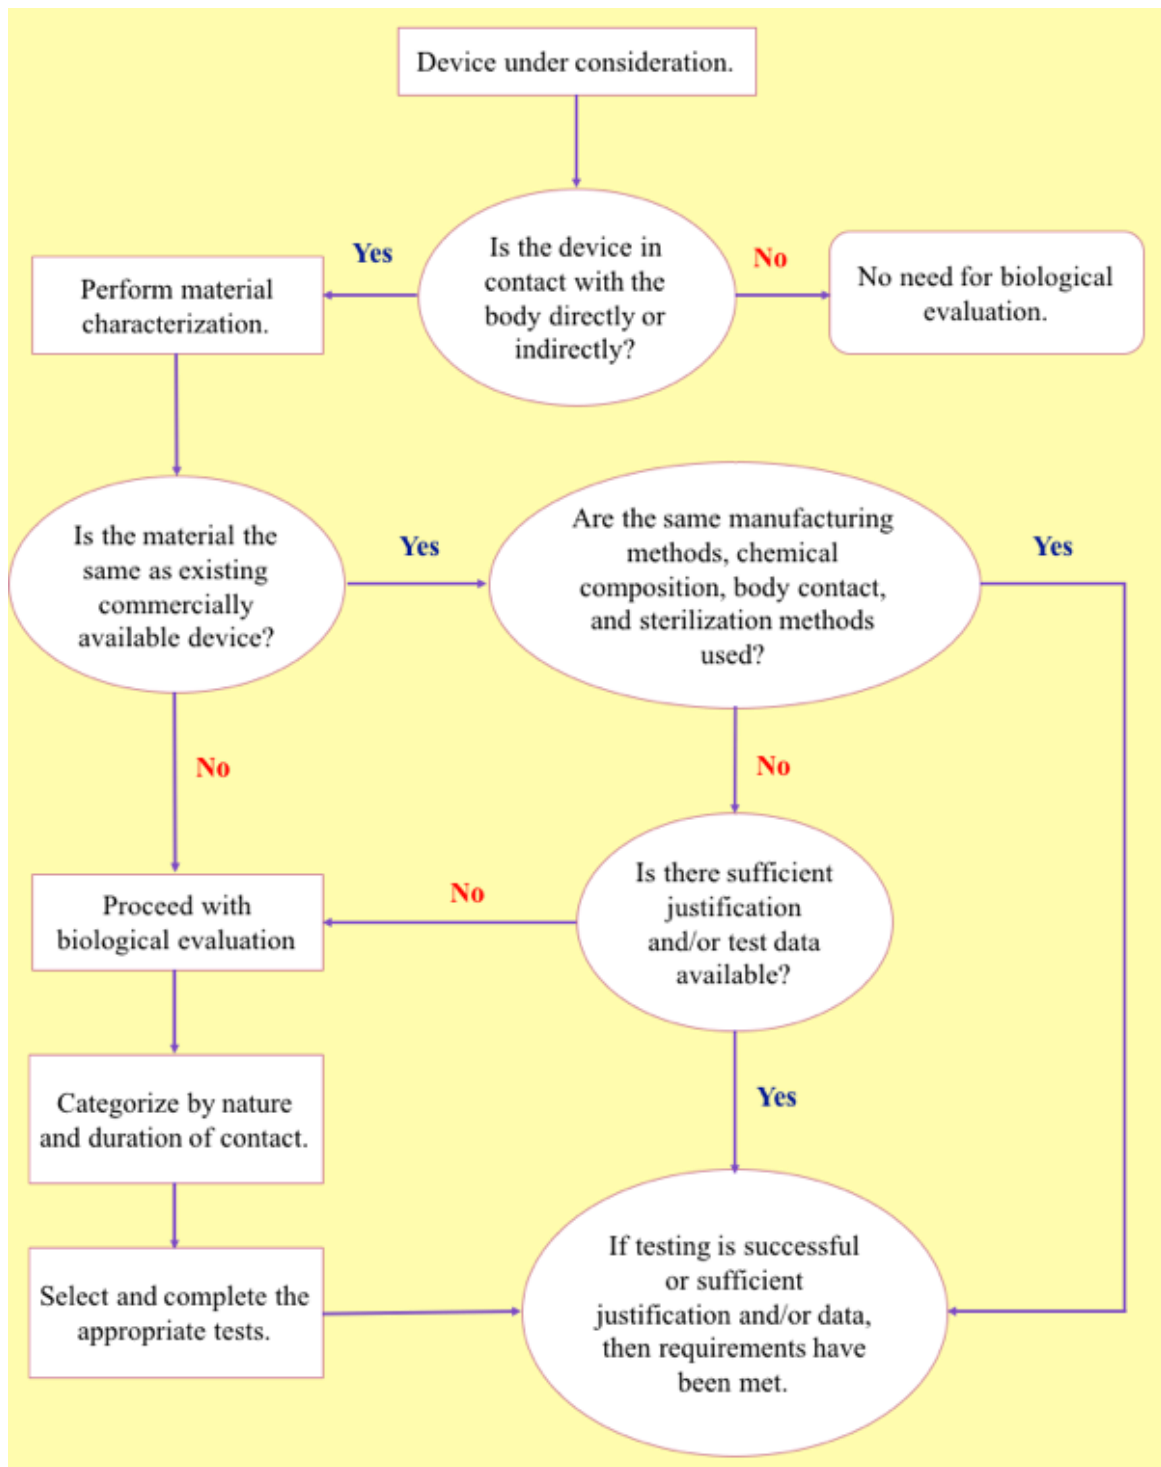 Device under consideration.
Yes
Is the device in
contact with the
body directly or
indirectly?
No
No need for biological
evaluation.
Perform material
characterization.
Is the material the
same as existing
commercially
available device?
Yes
Are the same manufacturing
methods, chemical
composition, body contact,
and sterilization methods
used?
Yes
No
No
Is there sufficient
justification
and/or test data
available?
No
Proceed with
biological evaluation
Yes
Categorize by nature
and duration of contact.
Select and complete the
appropriate tests.
If testing is successful
or sufficient
justification and/or data,
then requirements have
been met.